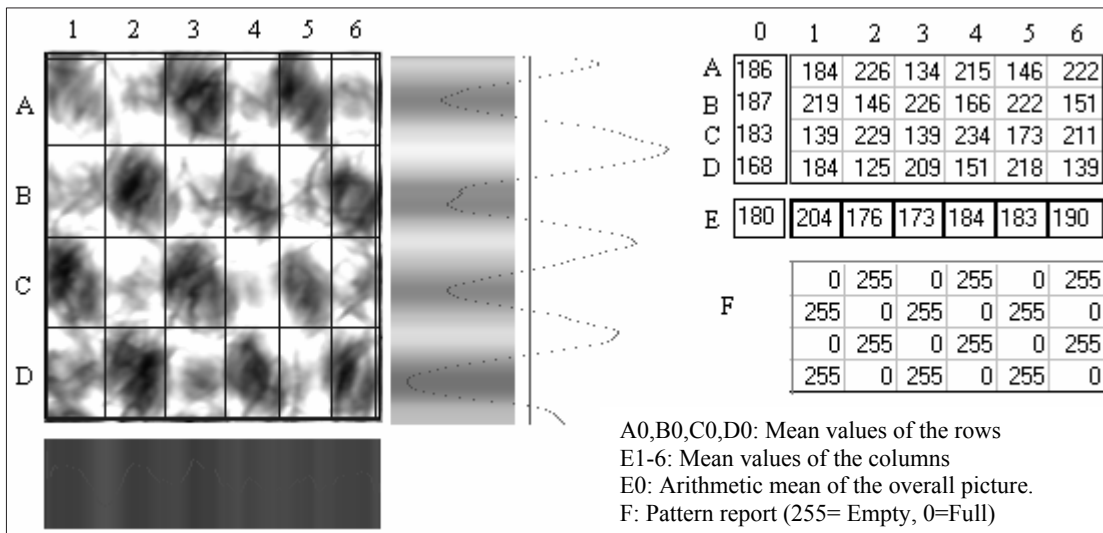 1 2 3 4 5 6
A
B
C
D
0 1 2 3 4 5 6
A 186 184 226 134 215 146 222
B 187 219 146 226 166 222 151
C 183 139 229 139 234 173 211
D 168 184 125 209 151 218 139
E 180 204 176 173 184 183 190
F
0 255 0 255 0 255
255 0 255 0 255 0
0 255 0 255 0 255
255 0 255 0 255 0
A0,B0,C0,D0: Mean values of the rows
E1-6: Mean values of the columns
E0: Arithmetic mean of the overall picture.
F: Pattern report (255= Empty, 0=Full)